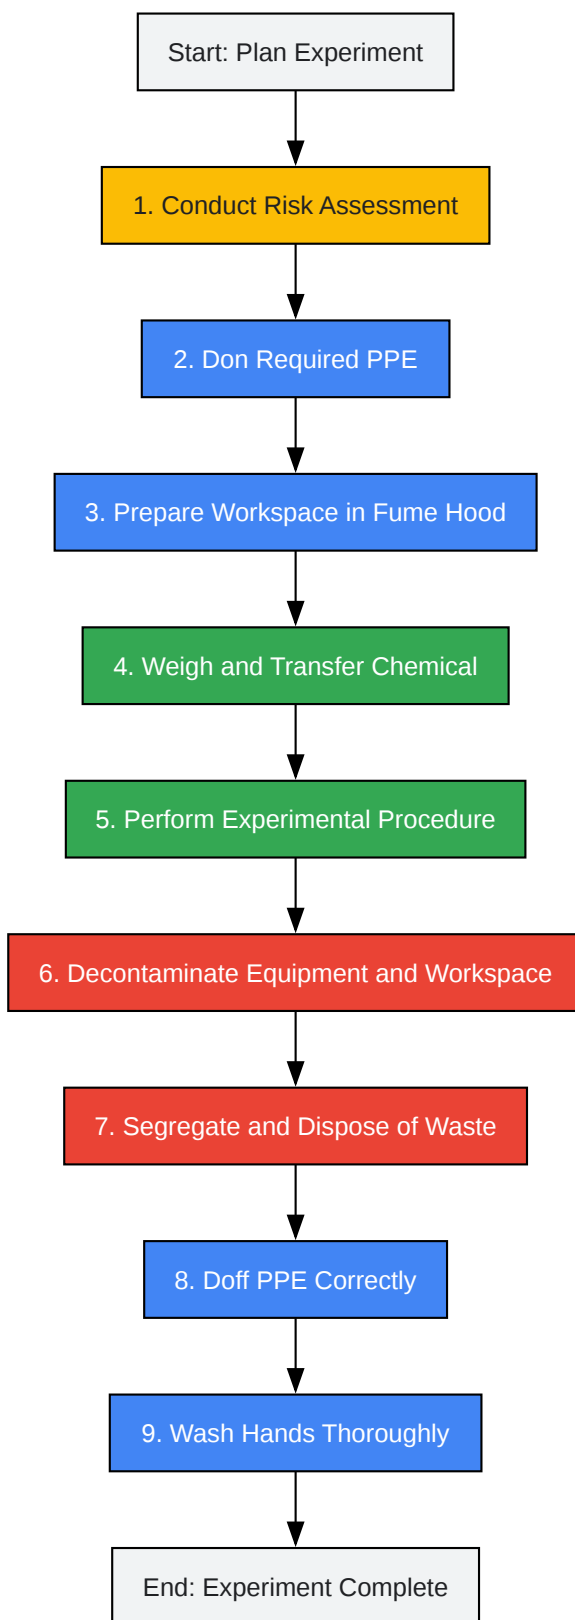 Start: Plan Experiment
1. Conduct Risk Assessment
2. Don Required PPE
3. Prepare Workspace in Fume Hood
4. Weigh and Transfer Chemical
5. Perform Experimental Procedure
6. Decontaminate Equipment and Workspace
7. Segregate and Dispose of Waste
8. Doff PPE Correctly
9. Wash Hands Thoroughly
End: Experiment Complete